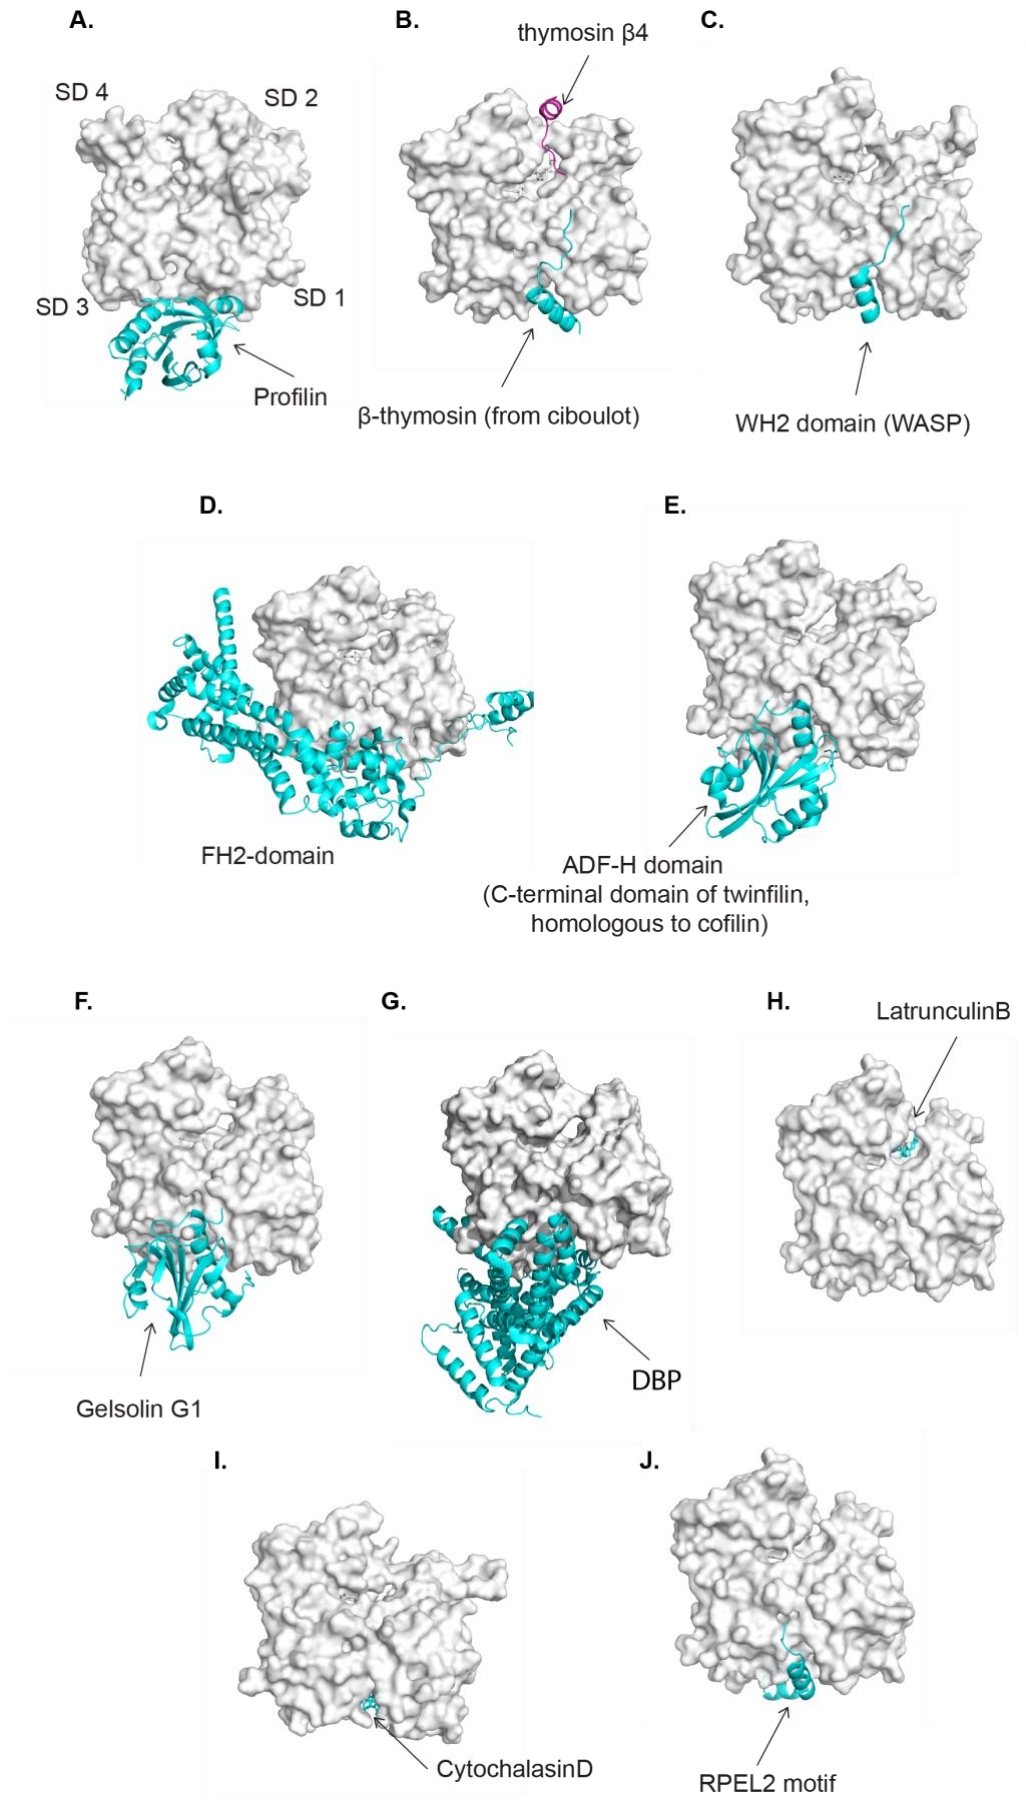 A.
B.
C.
thymosin β4
SD 4
SD 2
SD 3
SD 1
Profilin
β-thymosin (from ciboulot)
WH2 domain (WASP)
D.
E.
FH2-domain
ADF-H domain
(C-terminal domain of twinfilin,
homologous to cofilin)
F.
G.
H.
LatrunculinB
DBP
Gelsolin G1
I.
J.
CytochalasinD
RPEL2 motif